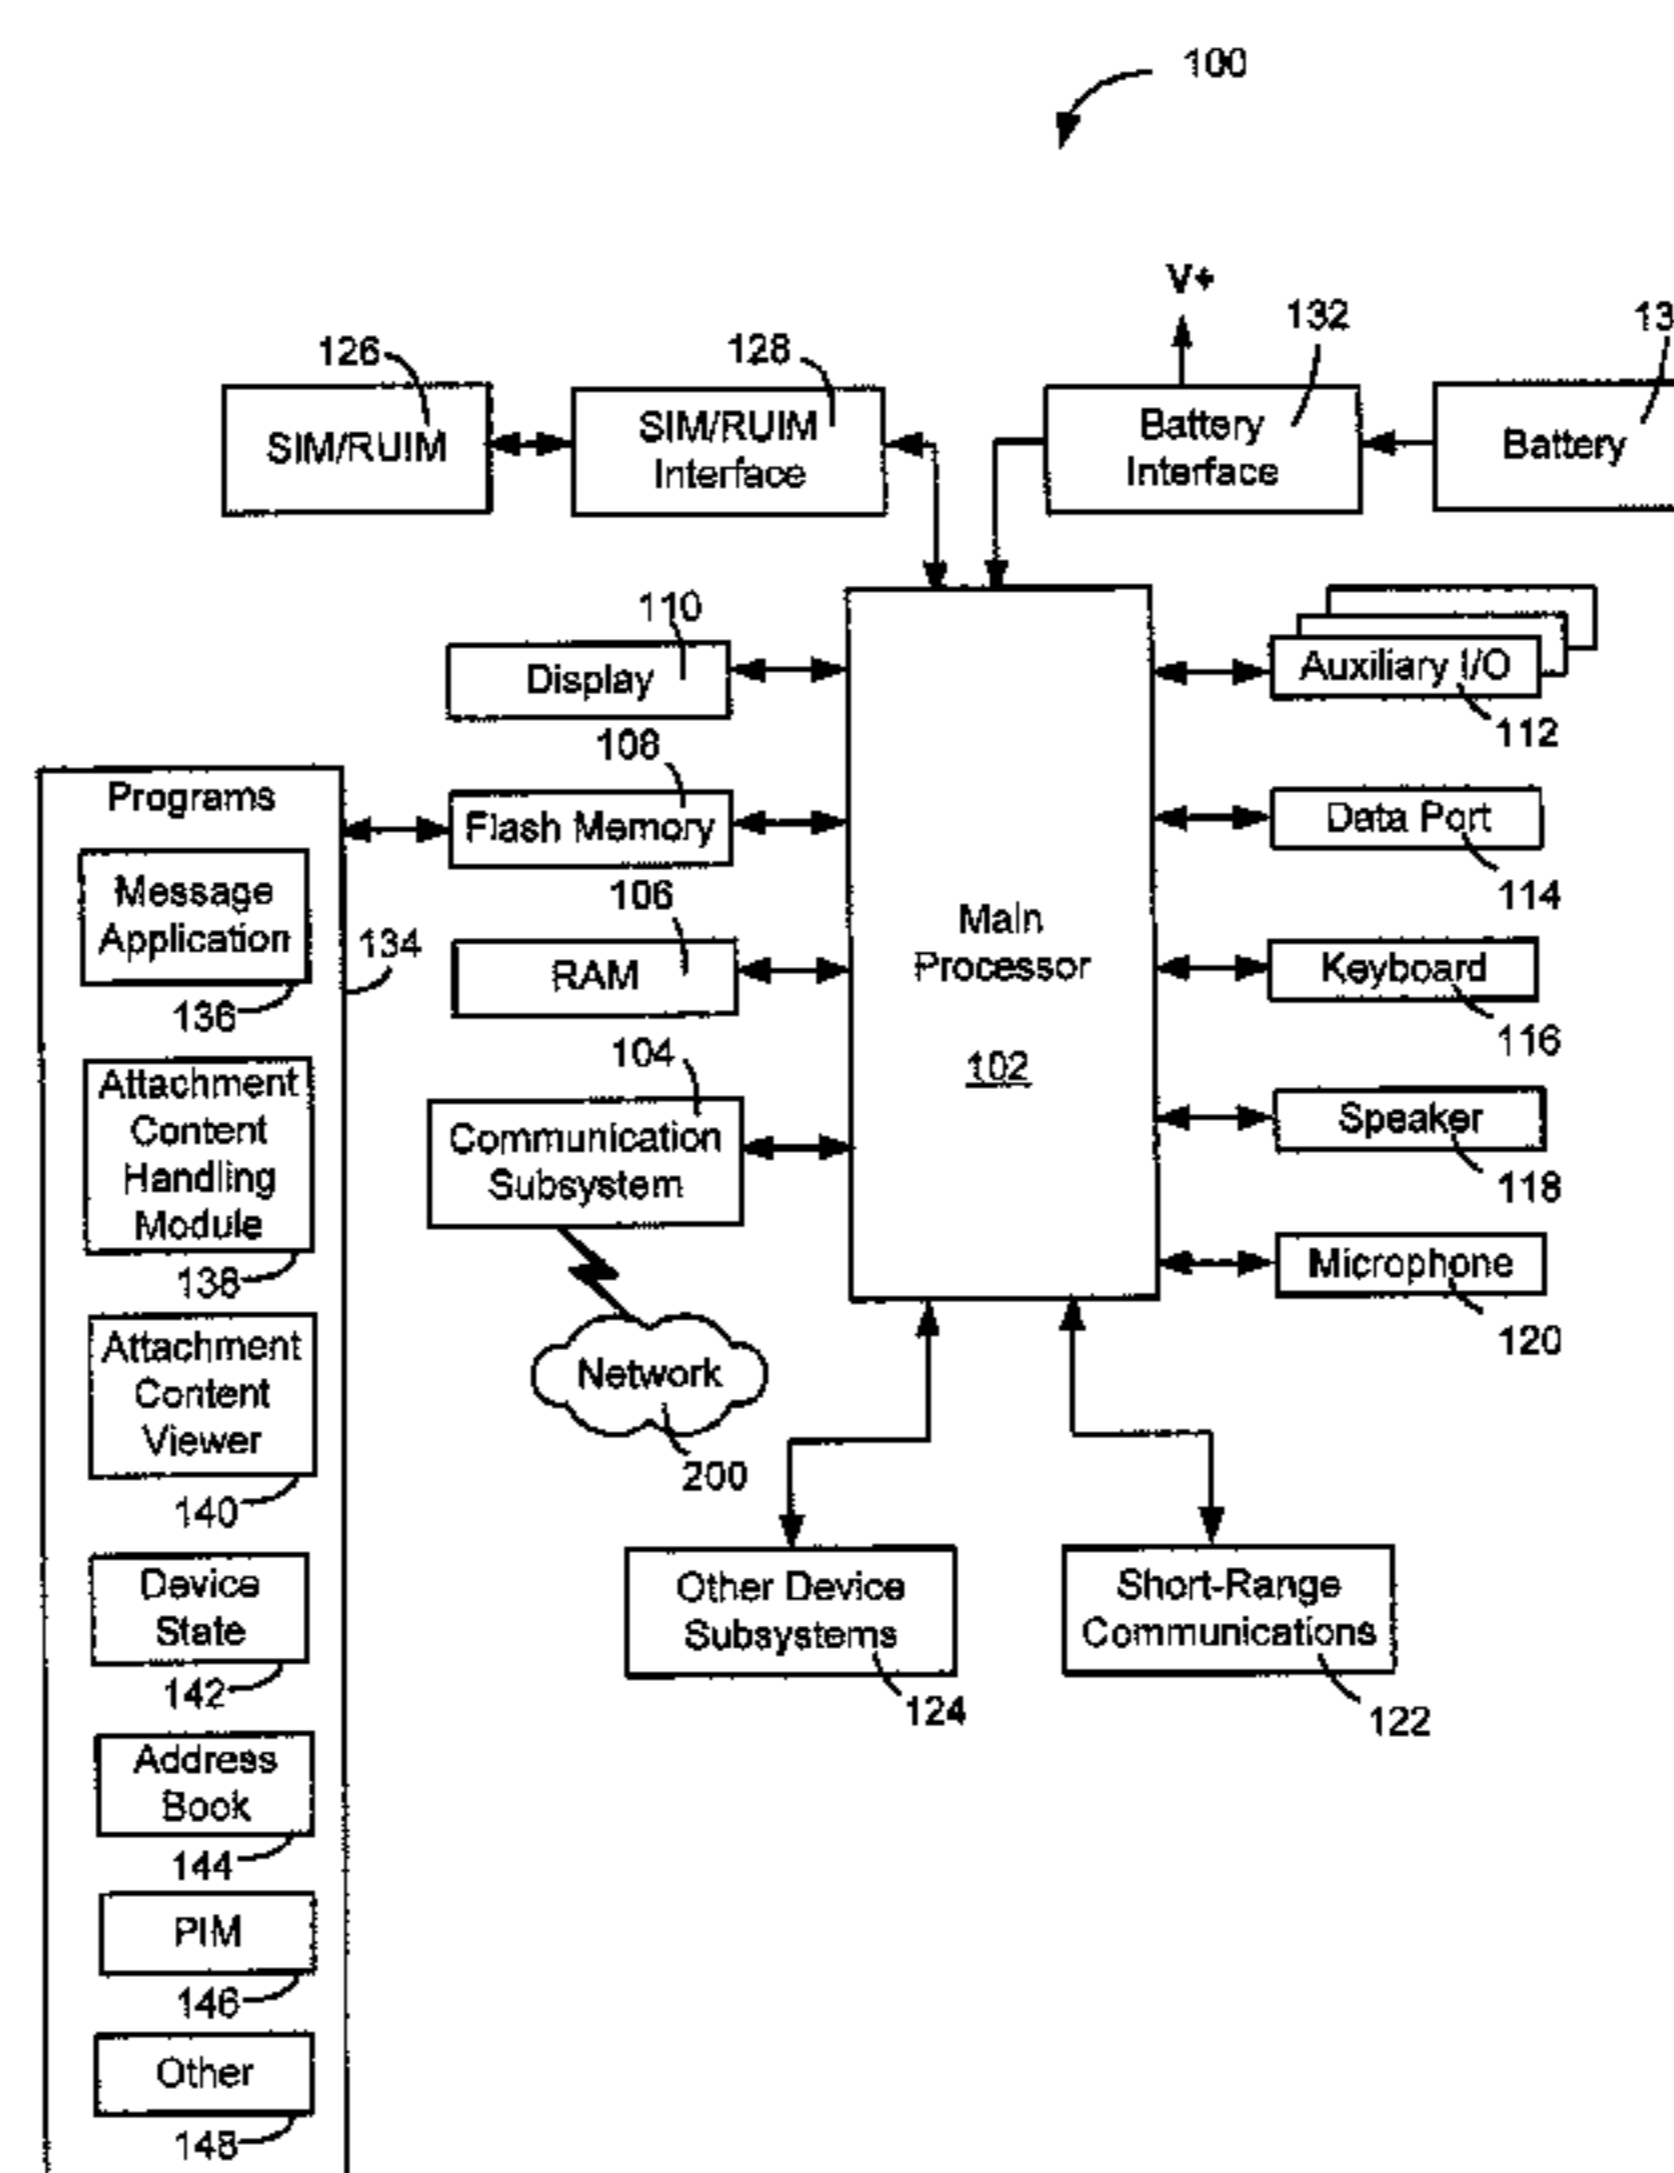 100
V+
132
13
126
128
SIM/RUIM
SIM/RUIM
Interface
Battery
Interface
Battery
110
Display
Auxiliary I/O
112
108
Programs
Flash Memory
Data Port
114
106
Message
Application
134
136
RAM
Main
Processor
102
Keyboard
116
104
Attachment
Content
Handling
Module
138
Communication
Subsystem
Speaker
118
Microphone
120
Attachment
Content
Viewer
140
Network
200
Device
State
142
Other Device
Subsystems
124
Short-Range
Communications
122
Address
Book
144
PIM
146
Other
148